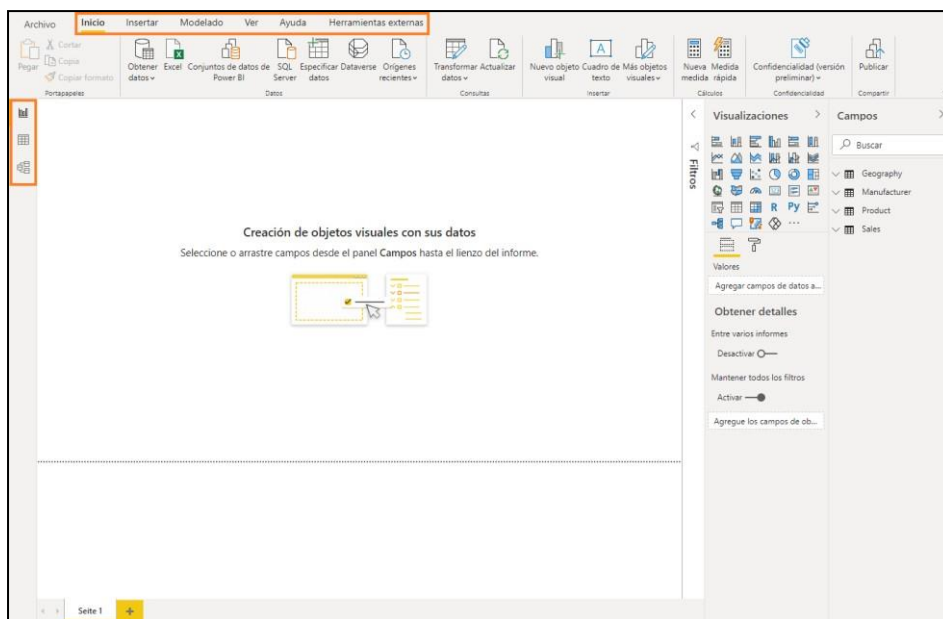 Archivo Inicio Insertar Modelado Ver Ayuda Herramientas externas
Pegar
Cortar
Copia
Copiar formato
Portapapeles
Obtener datos
Excel
Conjuntos de datos de Power BI
SQL Server
Especificar datos
Dataverse
Orígenes recientes
Datos
Transformar datos
Actualizar
Consultas
Nuevo objeto visual
Cuadro de texto
Más objetos visuales
Insertar
Nueva medida
Medida rápida
Cálculos
Confidencialidad (versión preliminar)
Confidencialidad
Publicar
Compartir
Creación de objetos visuales con sus datos
Seleccione o arrastre campos desde el panel Campos hasta el lienzo del informe.
Filtros
Visualizaciones
R Py
Valores
Agregar campos de datos a...
Obtener detalles
Entre varios informes
Desactivar
Mantener todos los filtros
Activar
Agregue los campos de ob...
Campos
Buscar
Geography
Manufacturer
Product
Sales
Seite 1